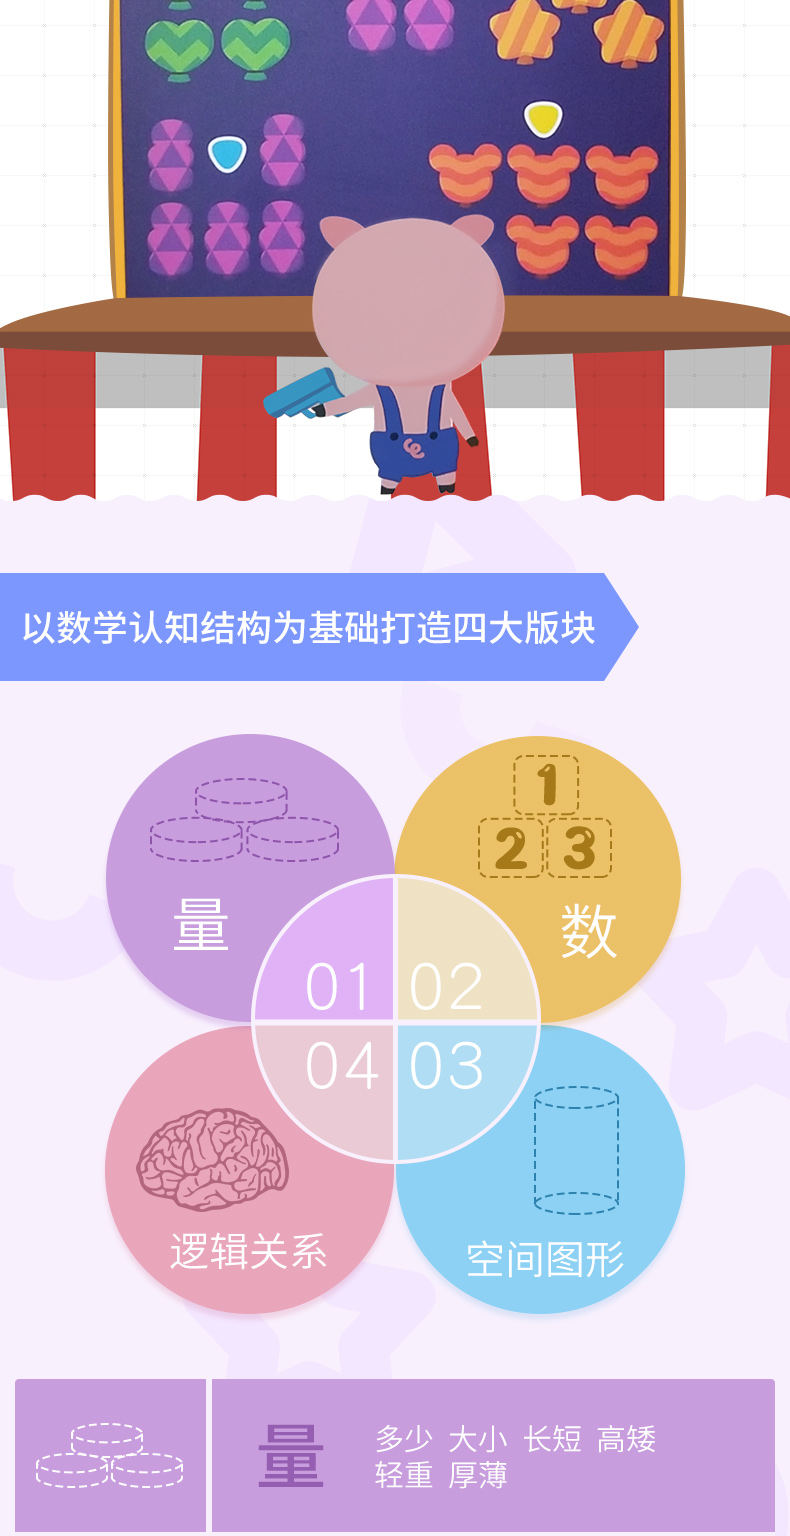 以数学认知结构为基础打造四大版块
1
2 3
量
数
01 02
04 03
逻辑关系
空间图形
量
多少 大小 长短 高矮
轻重 厚薄